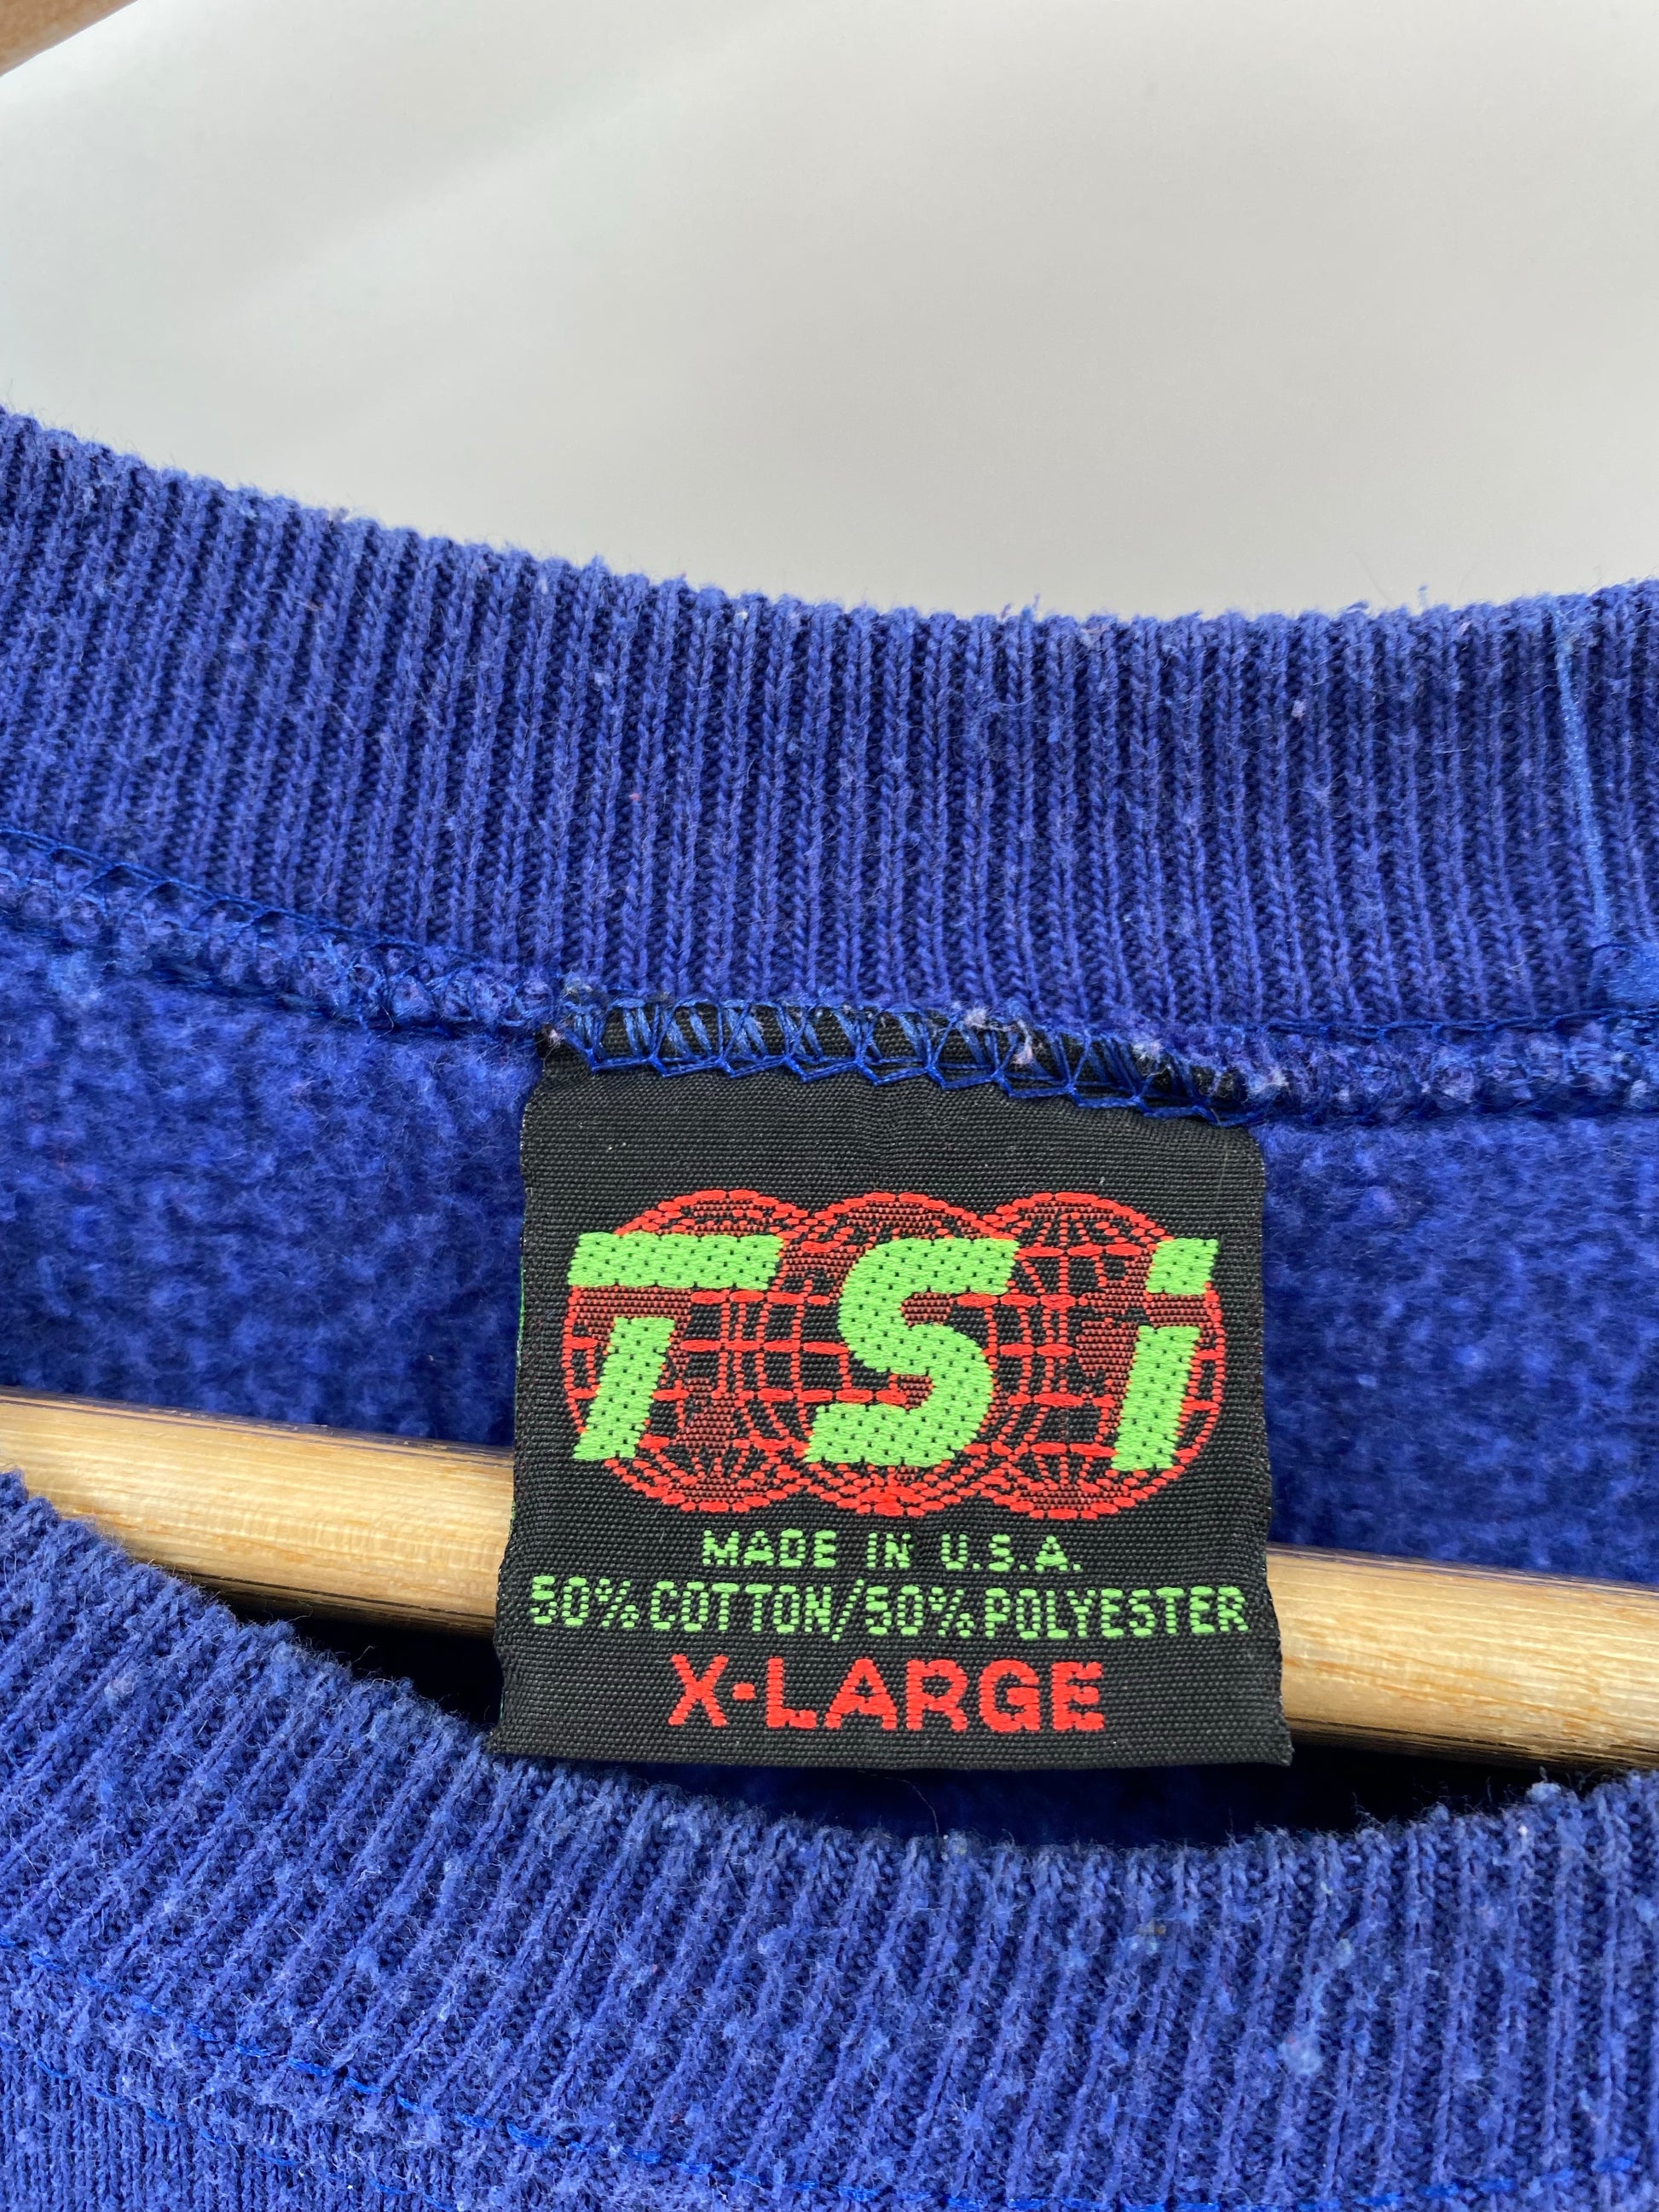 TSI
MADE IN U.S.A.
50% COTTON/50% POLYESTER
X-LARGE